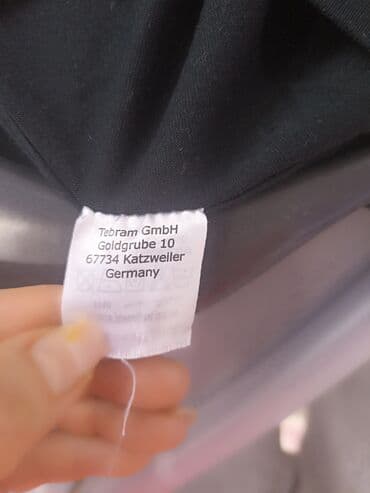 Tebram GmbH
Goldgrube 10
67734 Katzweiler
Germany